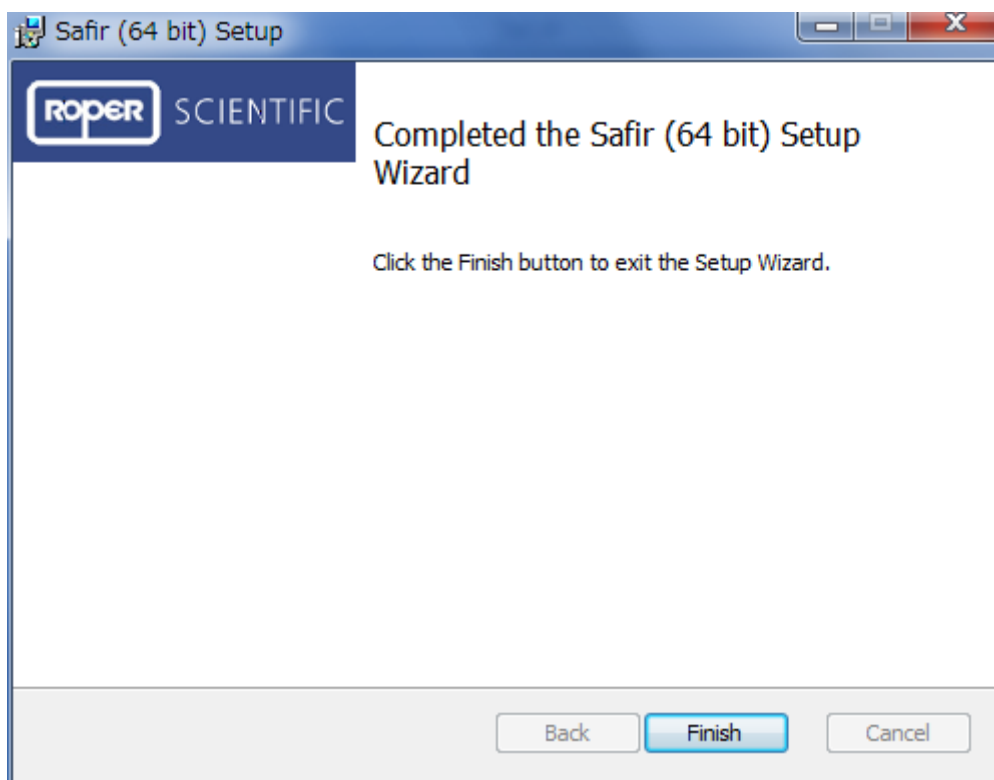 Safir (64 bit) Setup
ROPER SCIENTIFIC
Completed the Safir (64 bit) Setup
Wizard
Click the Finish button to exit the Setup Wizard.
Back Finish Cancel